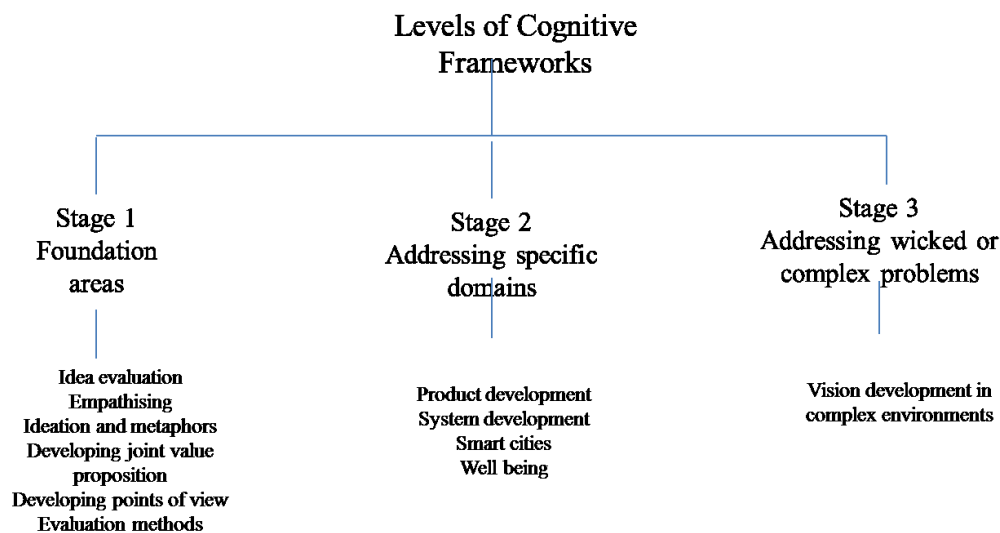 Levels of Cognitive
Frameworks
Stage 1
Foundation
areas
Idea evaluation
Empathising
Ideation and metaphors
Developing joint value
proposition
Developing points of view
Evaluation methods
Stage 2
Addressing specific
domains
Product development
System development
Smart cities
Well being
Stage 3
Addressing wicked or
complex problems
Vision development in
complex environments